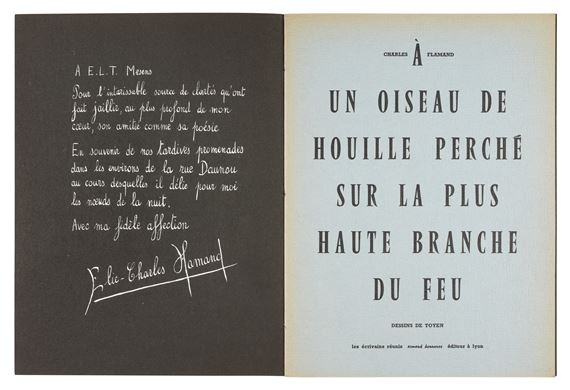 A E.L.T. Mesens
Pour l'intarissable source de clartés qu'ont
fait jaillir, au plus profond de mon
cœur, son amitié comme sa poésie
En souvenir de nos tardives promenades
dans les environs de la rue Daunou
au cours desquelles il délie pour moi
les nœuds de la nuit.
Avec ma fidèle affection
Elie-Charles Flamand
CHARLES FLAMAND
À
UN OISEAU DE
HOUILLE PERCHÉ
SUR LA PLUS
HAUTE BRANCHE
DU FEU
DESSINS DE TOYEN
les écrivains réunis armand henneuse éditeur à lyon